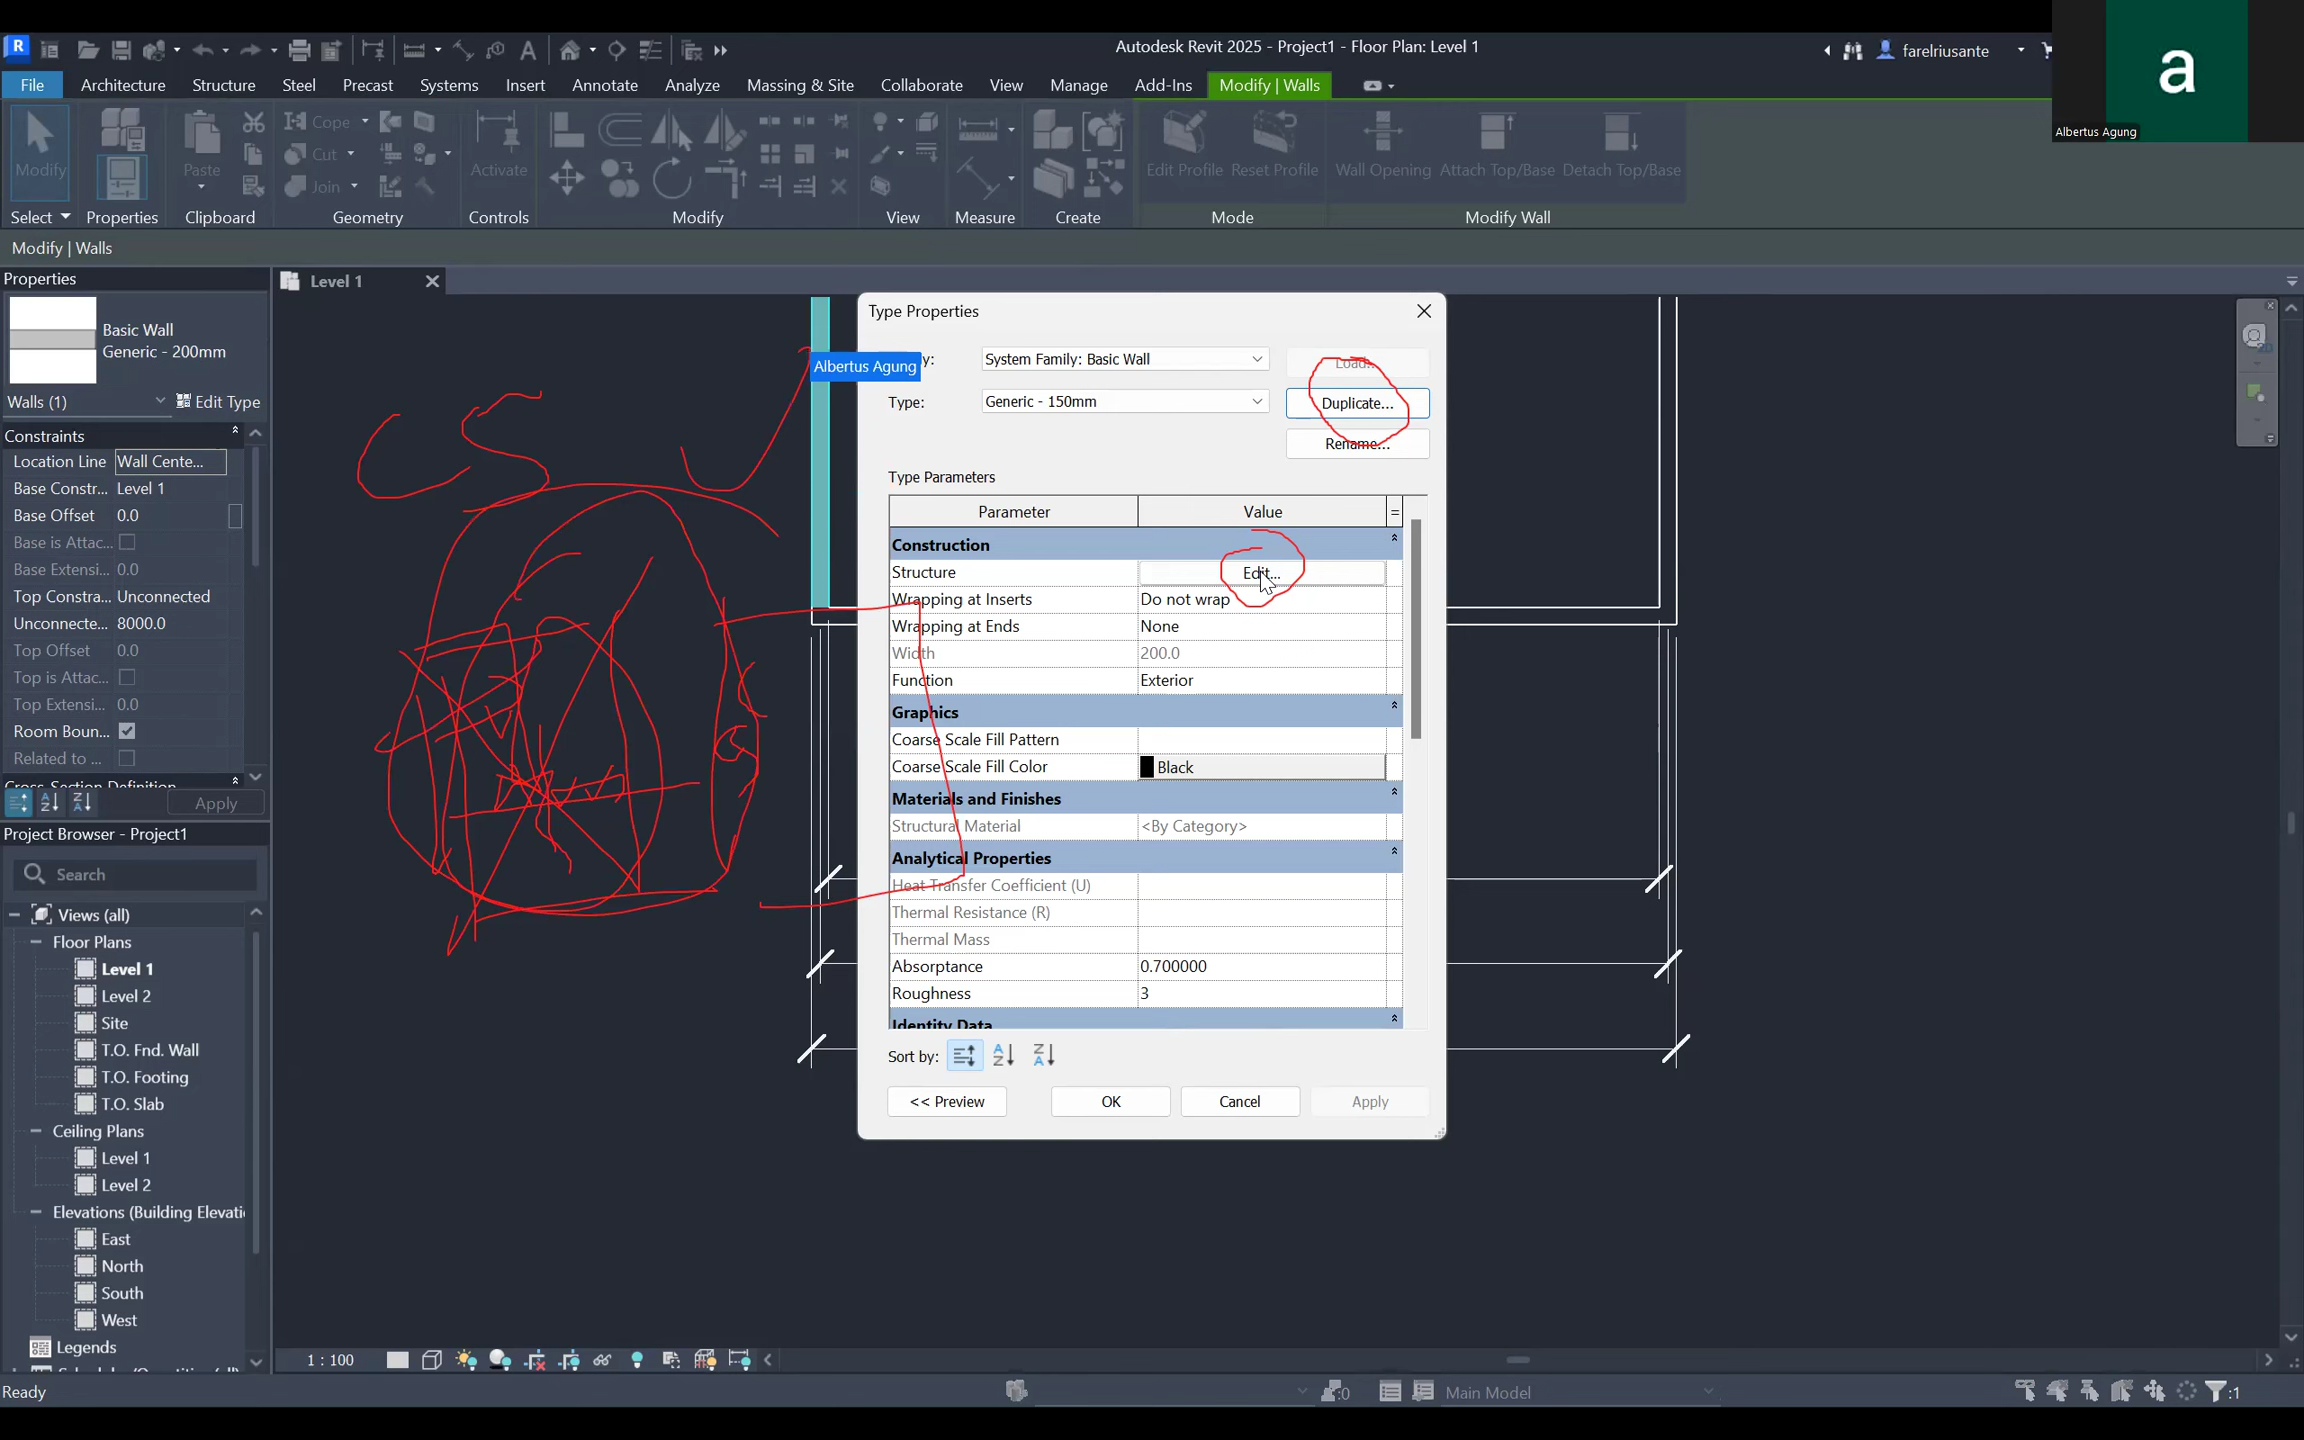 Autodesk Revit 2025 - Project1 - Floor Plan: Level 1
farelriusante
a
Albertus Agung
File Architecture Structure Steel Precast Systems Insert Annotate Analyze Massing & Site Collaborate View Manage Add-Ins Modify | Walls
Modify
Paste
Cope
Cut
Join
Activate
Edit Profile Reset Profile Wall Opening Attach Top/Base Detach Top/Base
Select Properties Clipboard Geometry Controls Modify View Measure Create Mode Modify Wall
Modify | Walls
Properties
Level 1
Basic Wall
Generic - 200mm
Walls (1) Edit Type
Constraints
Location Line Wall Cente...
Base Constr... Level 1
Base Offset 0.0
Base is Attac...
Base Extensi... 0.0
Top Constra... Unconnected
Unconnecte... 8000.0
Top Offset 0.0
Top is Attac...
Top Extensi... 0.0
Room Boun...
Related to ...
Cross-Section Definition
Apply
Project Browser - Project1
Search
Views (all)
Floor Plans
Level 1
Level 2
Site
T.O. Fnd. Wall
T.O. Footing
T.O. Slab
Ceiling Plans
Level 1
Level 2
Elevations (Building Elevati
East
North
South
West
Legends
Type Properties
Albertus Agung
y: System Family: Basic Wall Load...
Type: Generic - 150mm Duplicate...
Rename...
Type Parameters
Parameter Value =
Construction
Structure Edit...
Wrapping at Inserts Do not wrap
Wrapping at Ends None
Width 200.0
Function Exterior
Graphics
Coarse Scale Fill Pattern
Coarse Scale Fill Color Black
Materials and Finishes
Structural Material <By Category>
Analytical Properties
Heat Transfer Coefficient (U)
Thermal Resistance (R)
Thermal Mass
Absorptance 0.700000
Roughness 3
Identity Data
Sort by:
<< Preview OK Cancel Apply
1 : 100
Ready
:0
Main Model
:1